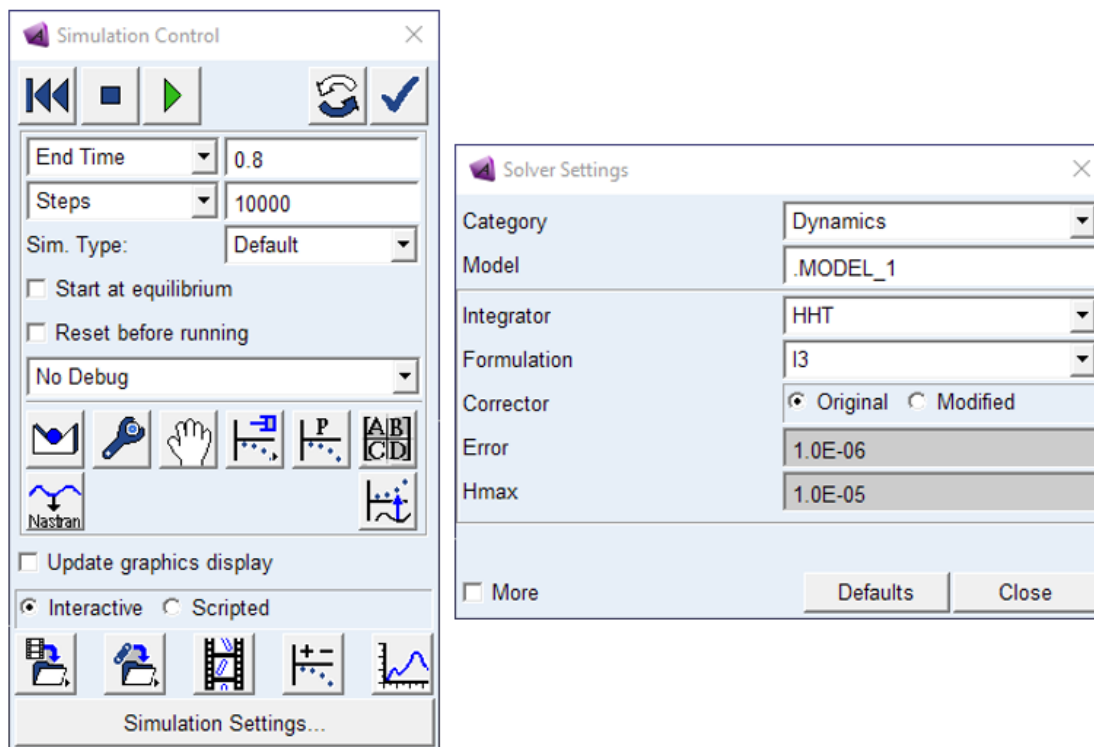 Simulation Control
End Time 0.8
Steps 10000
Sim. Type: Default
Start at equilibrium
Reset before running
No Debug
P
A B
C D
Nastran
Update graphics display
Interactive Scripted
Simulation Settings...
Solver Settings
Category Dynamics
Model .MODEL_1
Integrator HHT
Formulation I3
Corrector Original Modified
Error 1.0E-06
Hmax 1.0E-05
More Defaults Close